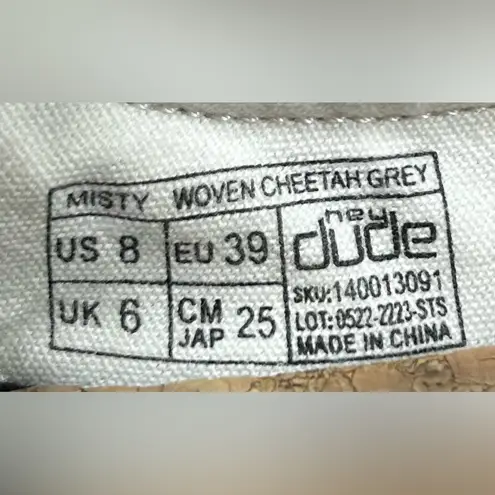 MISTY WOVEN CHEETAH GREY
US 8 EU 39
hey
dude
UK 6 CM
JAP 25
SKU:140013091
LOT:0522-2223-STS
MADE IN CHINA